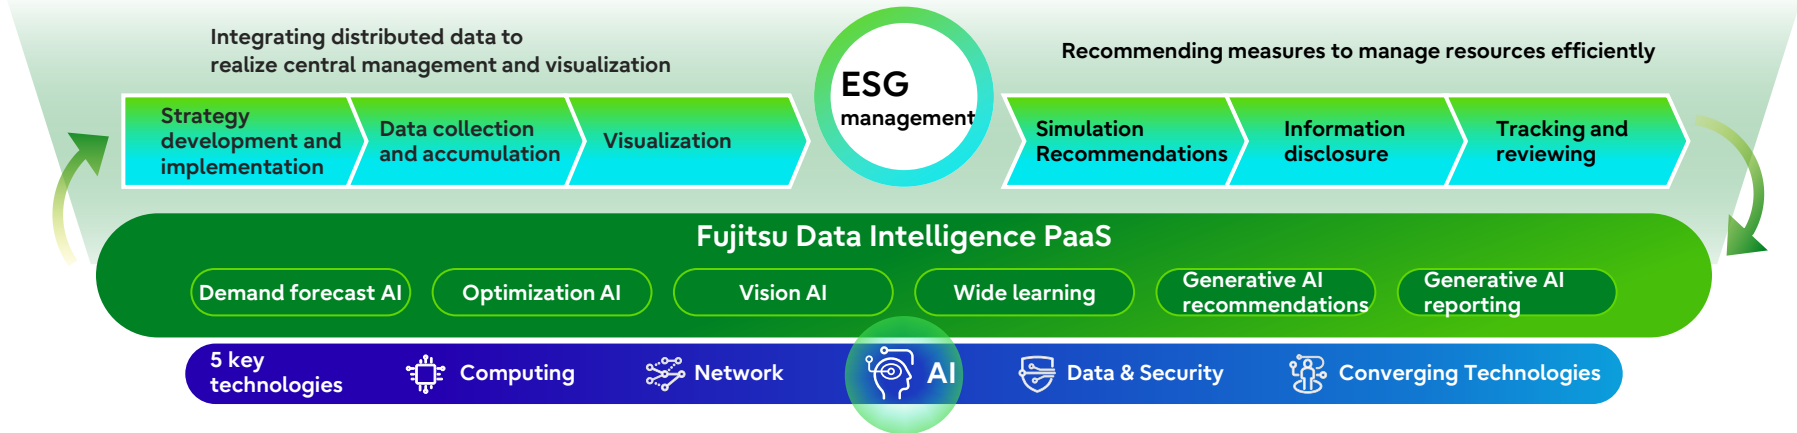 Integrating distributed data to
realize central management and visualization
ESG
management
Recommending measures to manage resources efficiently
Strategy
development and
implementation
Data collection
and accumulation
Visualization
Simulation
Recommendations
Information
disclosure
Tracking and
reviewing
Fujitsu Data Intelligence PaaS
Demand forecast AI
Optimization AI
Vision AI
Wide learning
Generative AI
recommendations
Generative AI
reporting
5 key
technologies
Computing
Network
AI
Data & Security
Converging Technologies